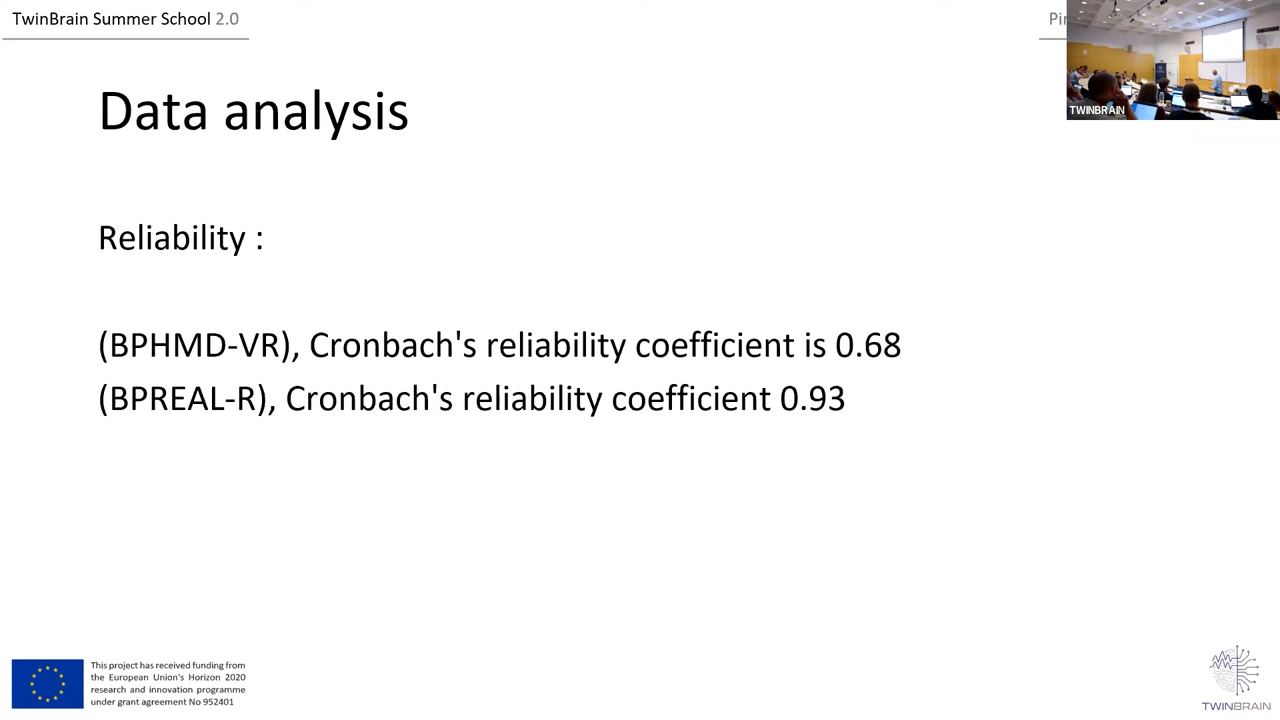 TwinBrain Summer School 2.0
TWINBRAIN
Data analysis
Reliability :
(BPHMD-VR), Cronbach's reliability coefficient is 0.68
(BPREAL-R), Cronbach's reliability coefficient 0.93
This project has received funding from
the European Union's Horizon 2020
research and innovation programme
under grant agreement No 952401
TWINBRAIN